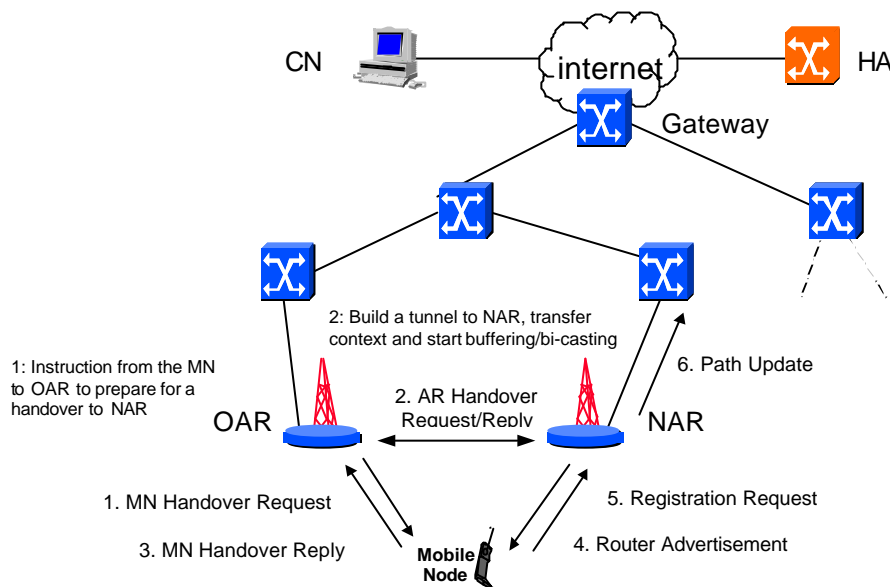 CN
internet
HA
Gateway
2: Build a tunnel to NAR, transfer
context and start buffering/bi-casting
1: Instruction from the MN
to OAR to prepare for a
handover to NAR
6. Path Update
2. AR Handover
Request/Reply
OAR
NAR
1. MN Handover Request
5. Registration Request
3. MN Handover Reply
4. Router Advertisement
Mobile
Node